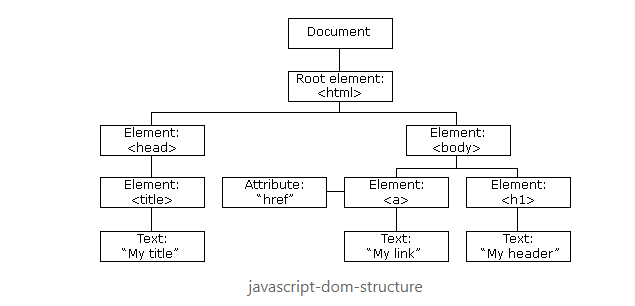 Document
Root element:
<html>
Element:
<head>
Element:
<body>
Element:
<title>
Attribute:
“href”
Element:
<a>
Element:
<h1>
Text:
“My title”
Text:
“My link”
Text:
“My header”
javascript-dom-structure